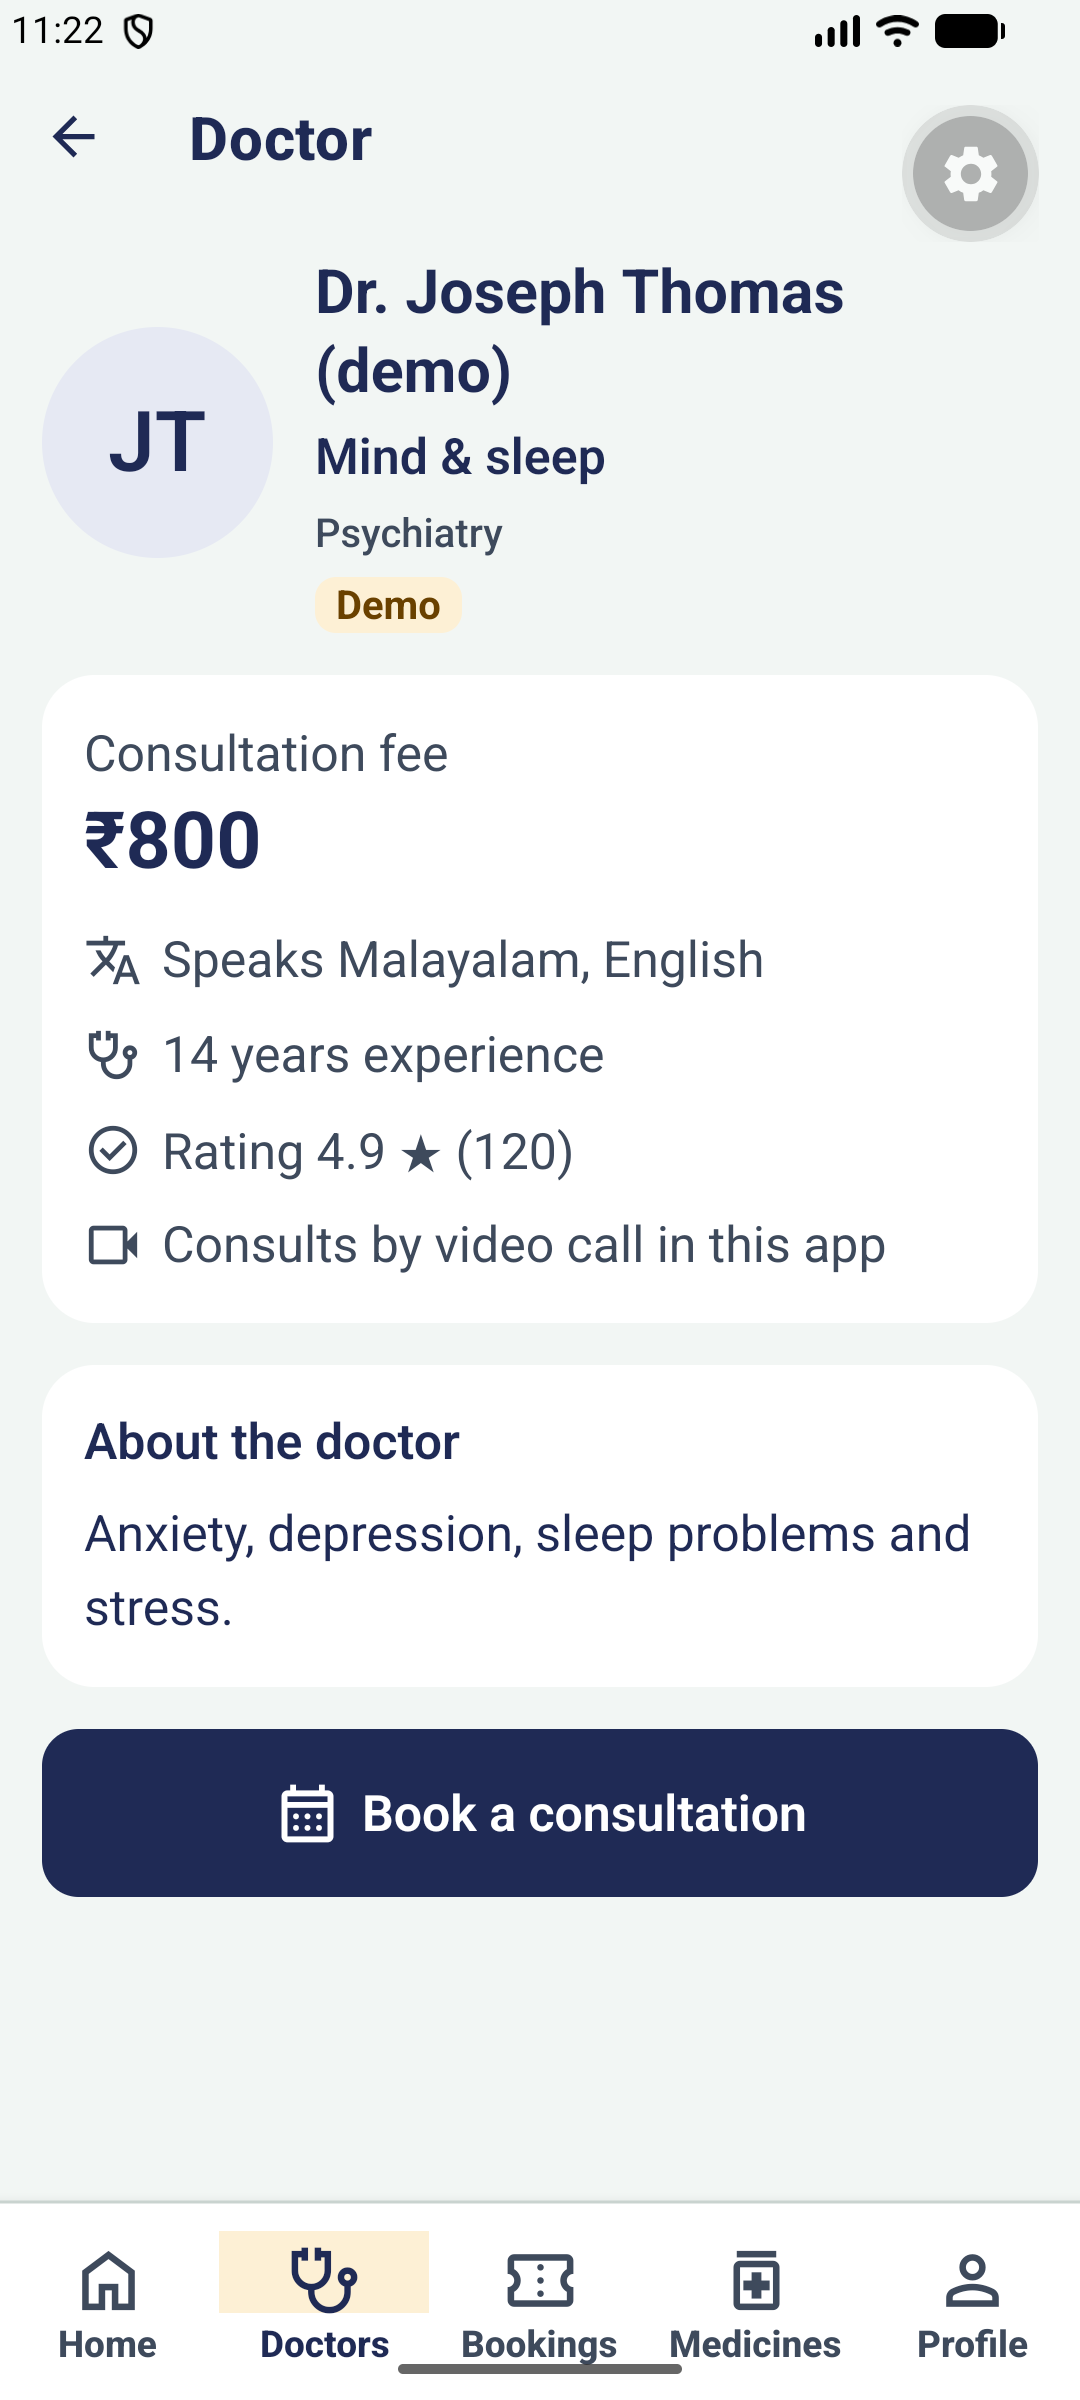 11:22
Doctor
Dr. Joseph Thomas
(demo)
JT
Mind & sleep
Psychiatry
Demo
Consultation fee
₹800
Speaks Malayalam, English
14 years experience
Rating 4.9 ★ (120)
Consults by video call in this app
About the doctor
Anxiety, depression, sleep problems and
stress.
Book a consultation
Home
Doctors
Bookings
Medicines
Profile